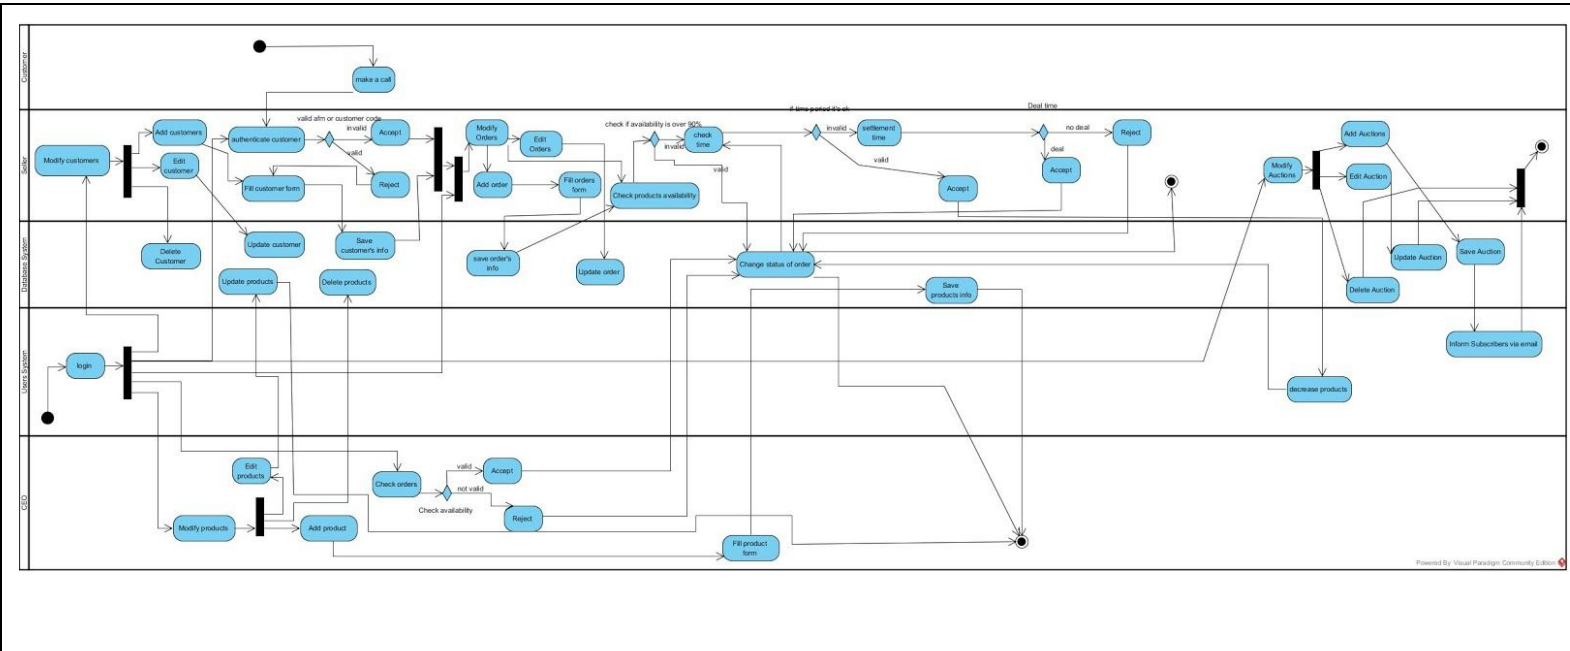 Customer
make a call
Seller
Modify customers
Add customers
Edit
customer
authenticate customer
Fill customer form
valid afm or customer code
invalid
valid
Accept
Reject
Modify
Orders
Edit
Orders
Add order
Fill orders
form
check if availability is over 90%
invalid
valid
Check products availability
check
time
if time period it's ok
invalid
valid
settlement
time
Accept
Deal time
no deal
deal
Reject
Accept
Modify
Auctions
Add Auctions
Edit Auction
Database System
Delete
Customer
Update customer
Save
customer's info
Update products
Delete products
save order's
info
Update order
Change status of order
Save
products info
Update Auction
Save Auction
Delete Auction
Users System
login
Inform Subscribers via email
decrease products
CEO
Edit
products
Modify products
Add product
Check orders
valid
not valid
Check availability
Accept
Reject
Fill product
form
Powered By Visual Paradigm Community Edition